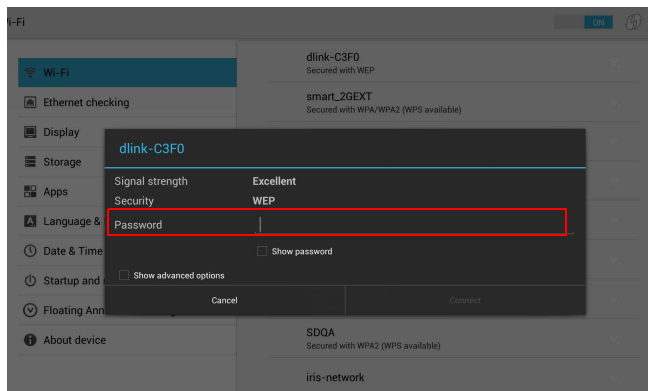 Wi-Fi
ON
Wi-Fi
Ethernet checking
Display
Storage
Apps
Language &
Date & Time
Startup and
Floating Ann
About device
dlink-C3F0
Secured with WEP
smart_2GEXT
Secured with WPA/WPA2 (WPS available)
dlink-C3F0
Signal strength Excellent
Security WEP
Password
Show password
Show advanced options
Cancel Connect
SDQA
Secured with WPA2 (WPS available)
iris-network